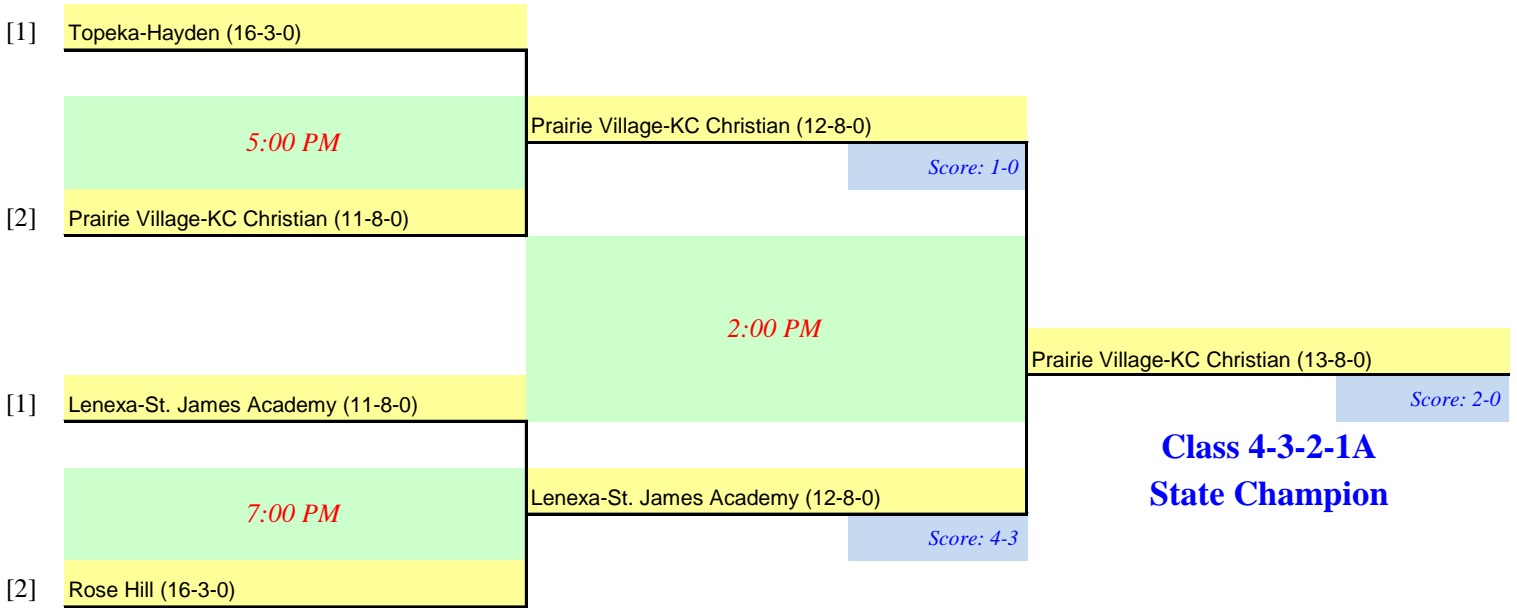 [1] Topeka-Hayden (16-3-0)
5:00 PM
Prairie Village-KC Christian (12-8-0)
Score: 1-0
[2] Prairie Village-KC Christian (11-8-0)
2:00 PM
Prairie Village-KC Christian (13-8-0)
Score: 2-0
[1] Lenexa-St. James Academy (11-8-0)
Class 4-3-2-1A
State Champion
7:00 PM
Lenexa-St. James Academy (12-8-0)
Score: 4-3
[2] Rose Hill (16-3-0)